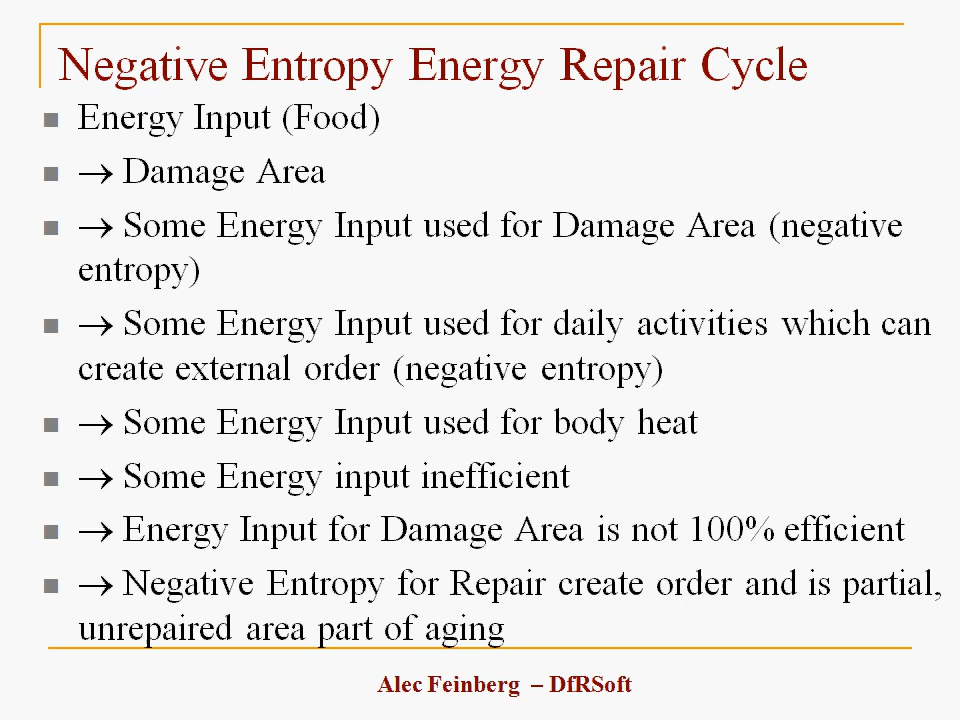 Negative Entropy Energy Repair Cycle
■ Energy Input (Food)
■ → Damage Area
■ → Some Energy Input used for Damage Area (negative
entropy)
■ → Some Energy Input used for daily activities which can
create external order (negative entropy)
■ → Some Energy Input used for body heat
■ → Some Energy input inefficient
■ → Energy Input for Damage Area is not 100% efficient
■ → Negative Entropy for Repair create order and is partial,
unrepaired area part of aging
Alec Feinberg – DfRSoft